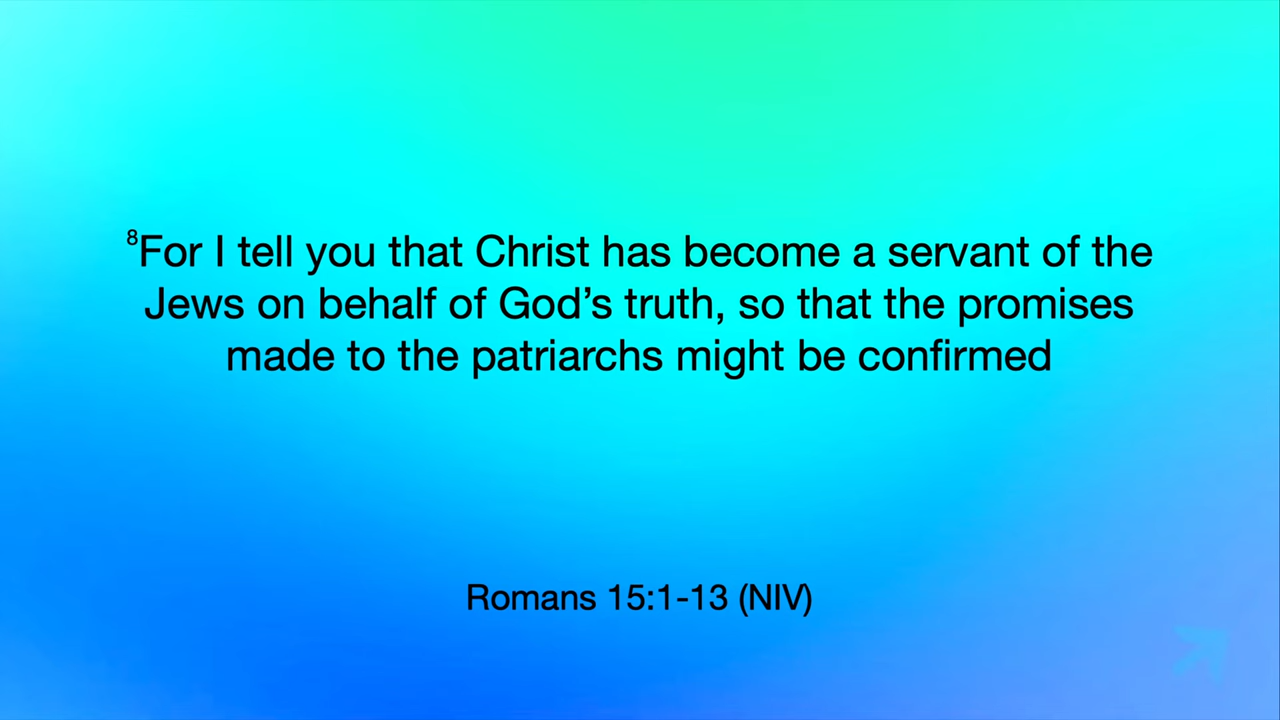 ⁸For I tell you that Christ has become a servant of the
Jews on behalf of God’s truth, so that the promises
made to the patriarchs might be confirmed
Romans 15:1-13 (NIV)